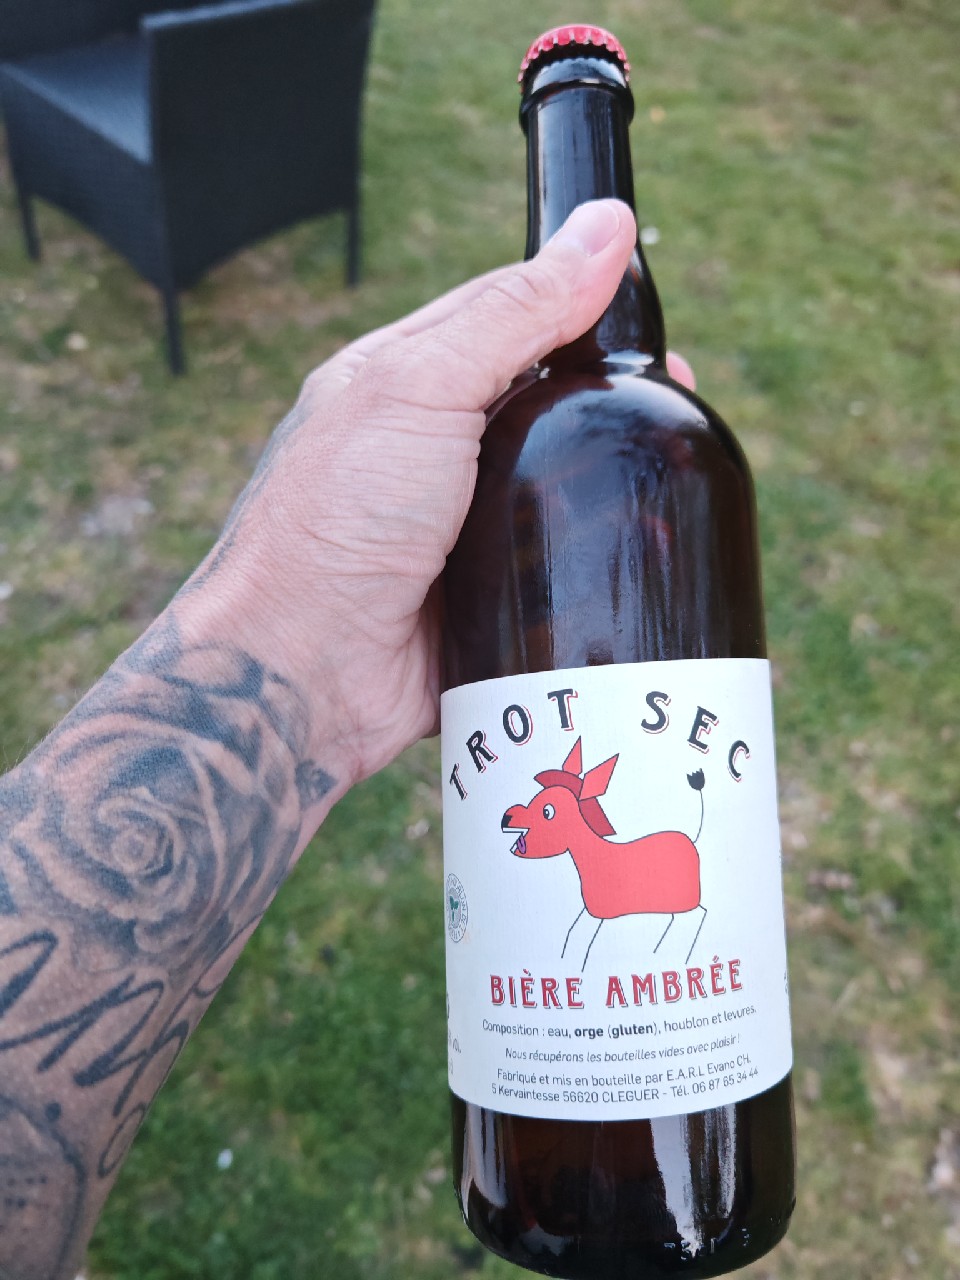 TROT SEC
BIÈRE AMBRÉE
Composition : eau, orge (gluten), houblon et levures.
Nous récupérons les bouteilles vides avec plaisir !
Fabriqué et mis en bouteille par E.A.R.L Evano CH,
5 Kervaintesse 56620 CLEGUER - Tél. 06 87 65 34 44